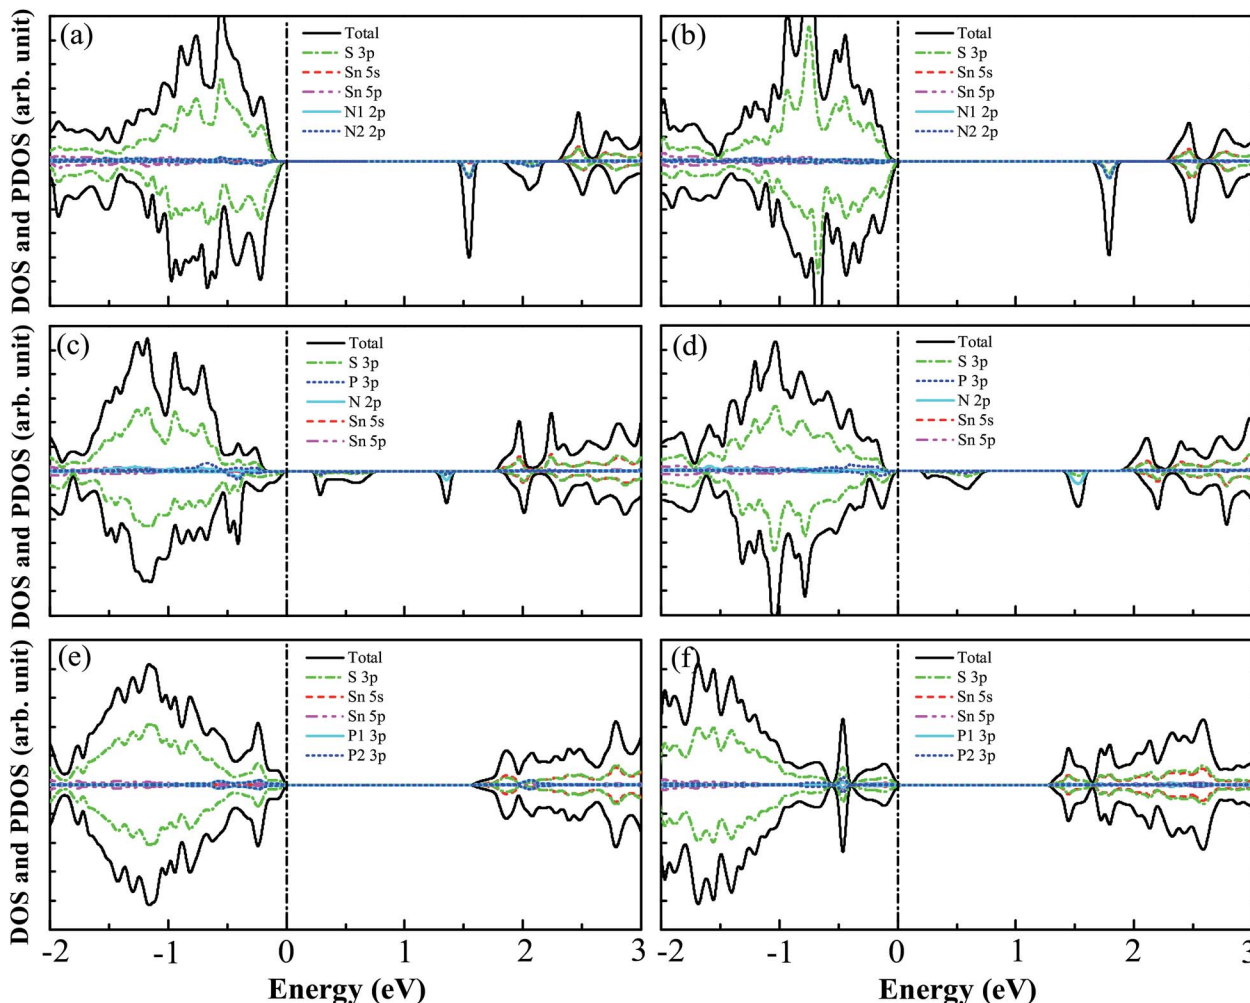 (a)
Total
S 3p
Sn 5s
Sn 5p
N1 2p
N2 2p
(b)
Total
S 3p
Sn 5s
Sn 5p
N1 2p
N2 2p
DOS and PDOS (arb. unit)
(c)
Total
S 3p
P 3p
N 2p
Sn 5s
Sn 5p
(d)
Total
S 3p
P 3p
N 2p
Sn 5s
Sn 5p
DOS and PDOS (arb. unit)
(e)
Total
S 3p
Sn 5s
Sn 5p
P1 3p
P2 3p
(f)
Total
S 3p
Sn 5s
Sn 5p
P1 3p
P2 3p
DOS and PDOS (arb. unit)
-2 -1 0 1 2 3
-2 -1 0 1 2 3
Energy (eV)
Energy (eV)